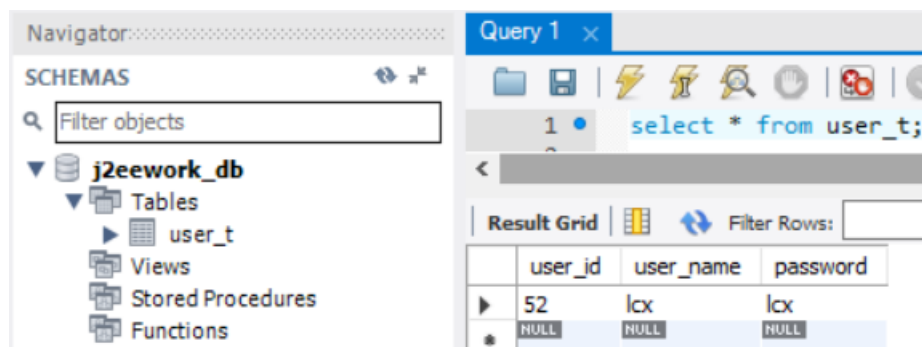 Navigator
SCHEMAS
Filter objects
j2eework_db
Tables
user_t
Views
Stored Procedures
Functions
Query 1
1 select * from user_t;
Result Grid Filter Rows:
user_id user_name password
52 lcx lcx
NULL NULL NULL